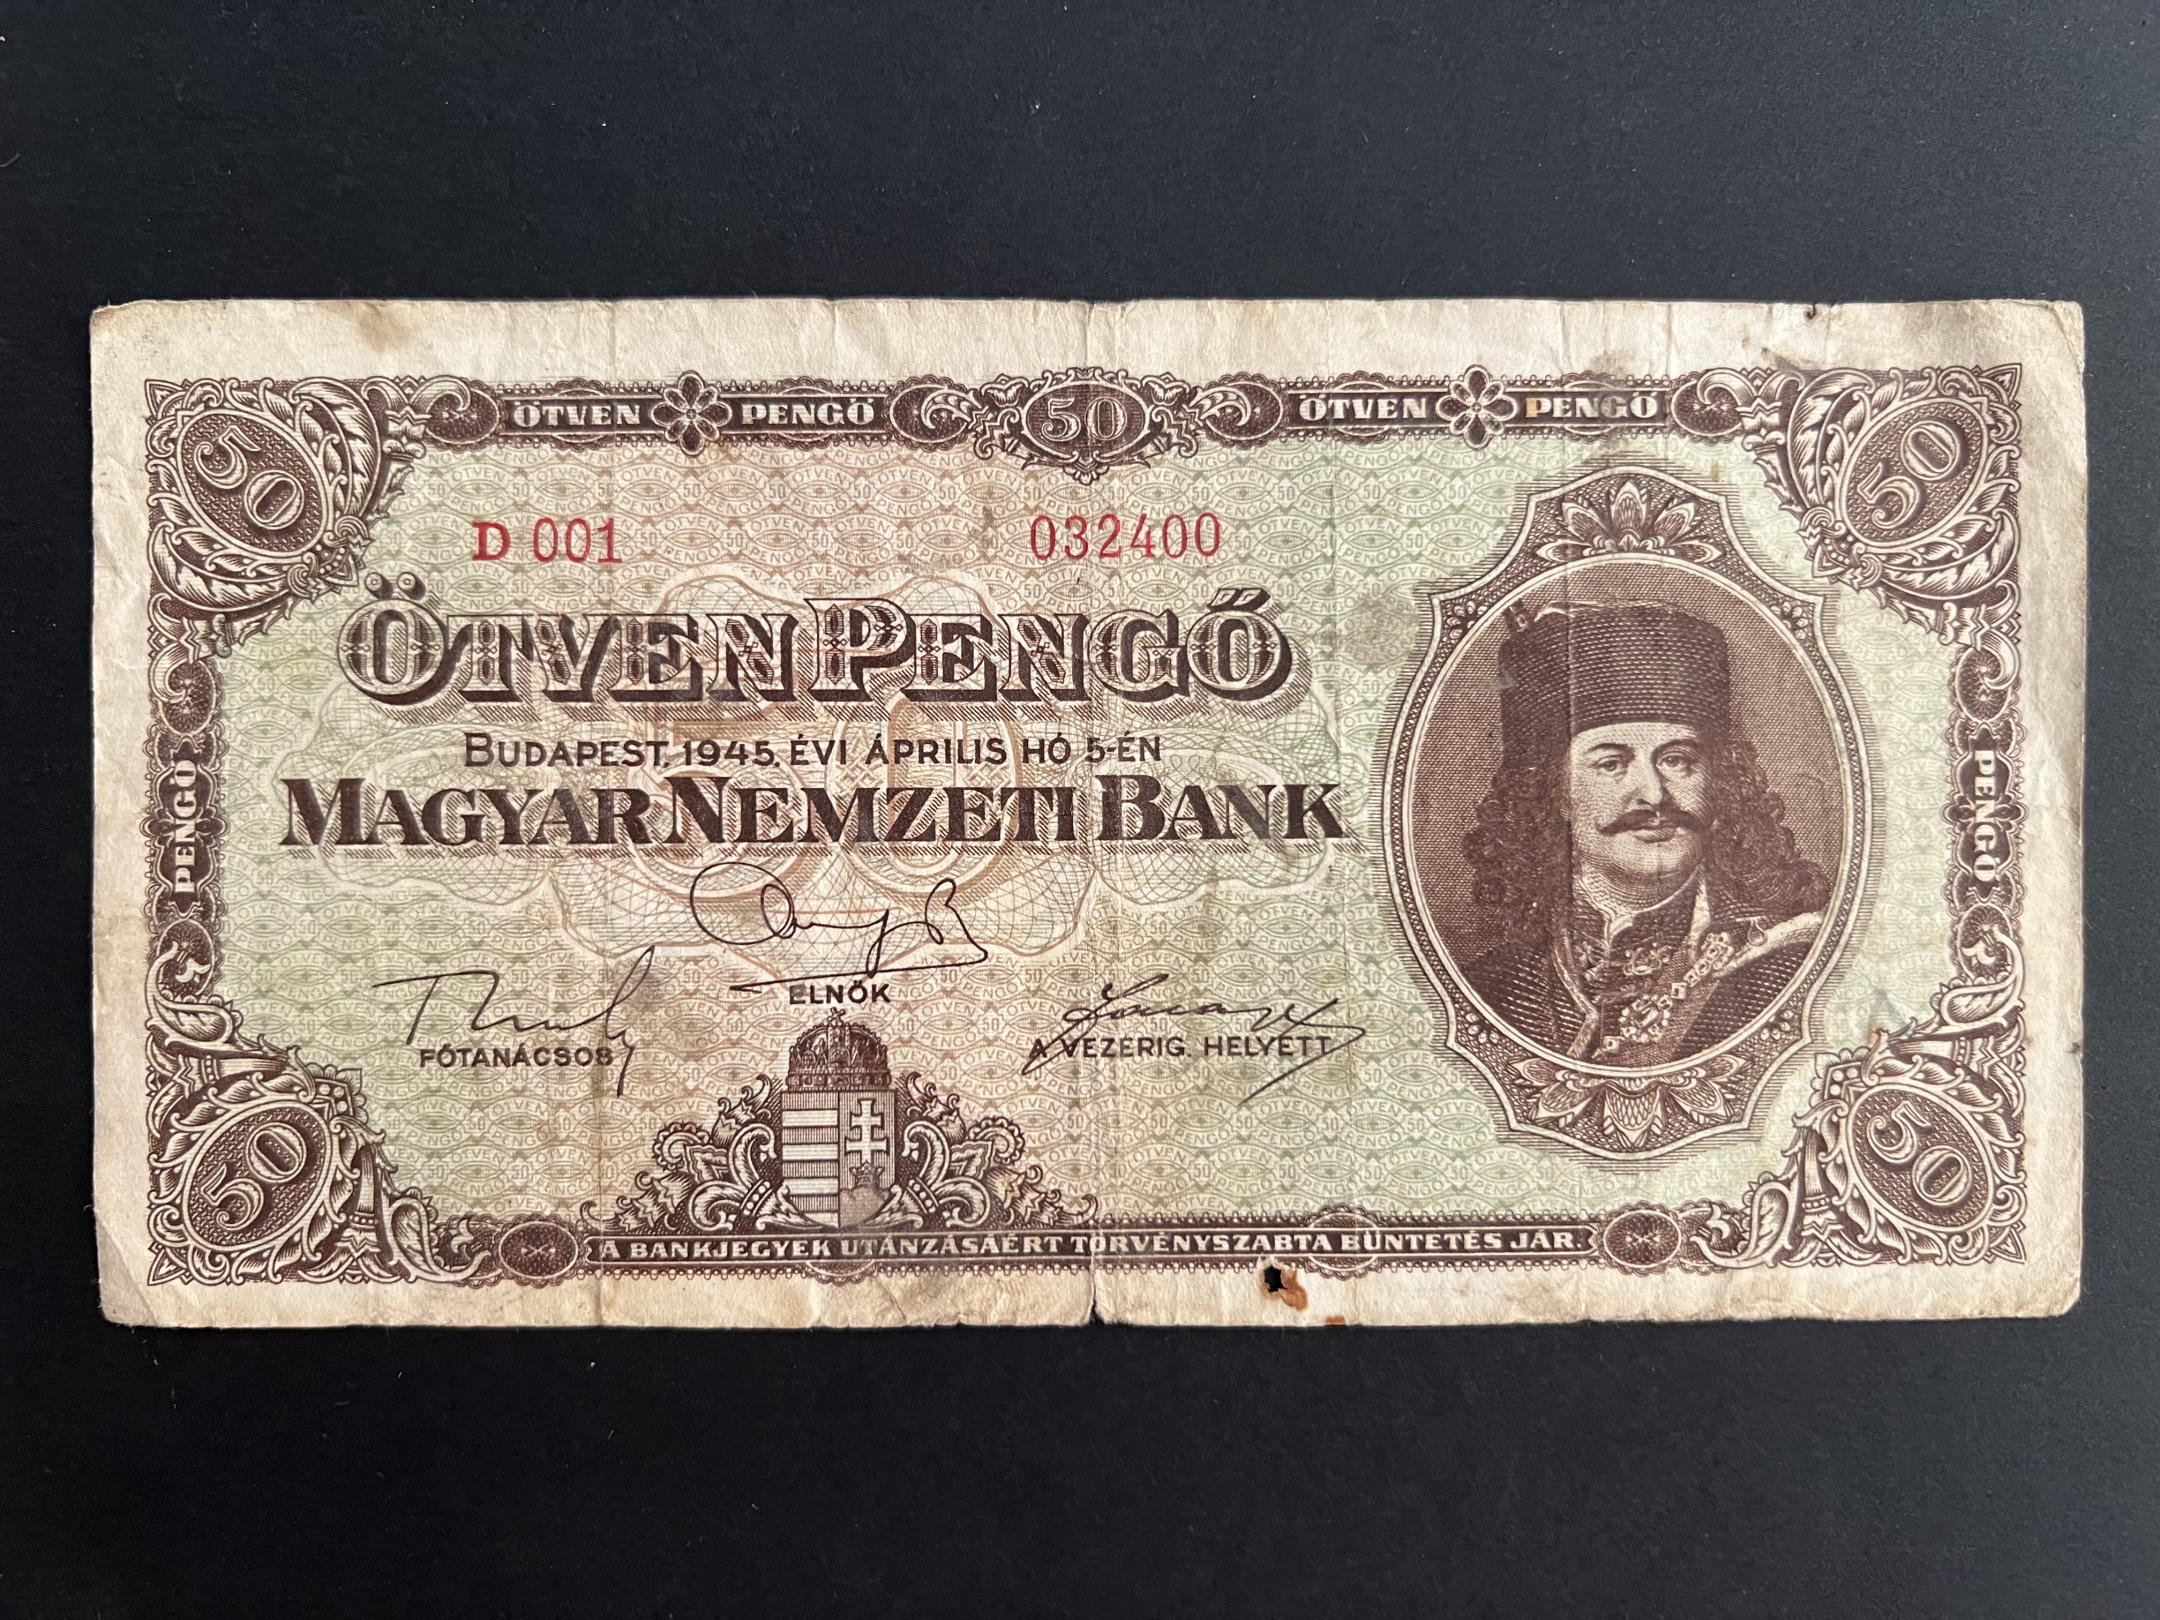 50 ÖTVEN PENGŐ 50 ÖTVEN PENGŐ 50
D 001 032400
ÖTVEN PENGŐ
BUDAPEST, 1945. ÉVI ÁPRILIS HÓ 5-ÉN
MAGYAR NEMZETI BANK
PENGŐ
PENGŐ
ELNÖK
FŐTANÁCSOS
A VEZÉRIG. HELYETT
50 50
A BANKJEGYEK UTÁNZÁSÁÉRT TÖRVÉNYSZABTA BÜNTETÉS JÁR.